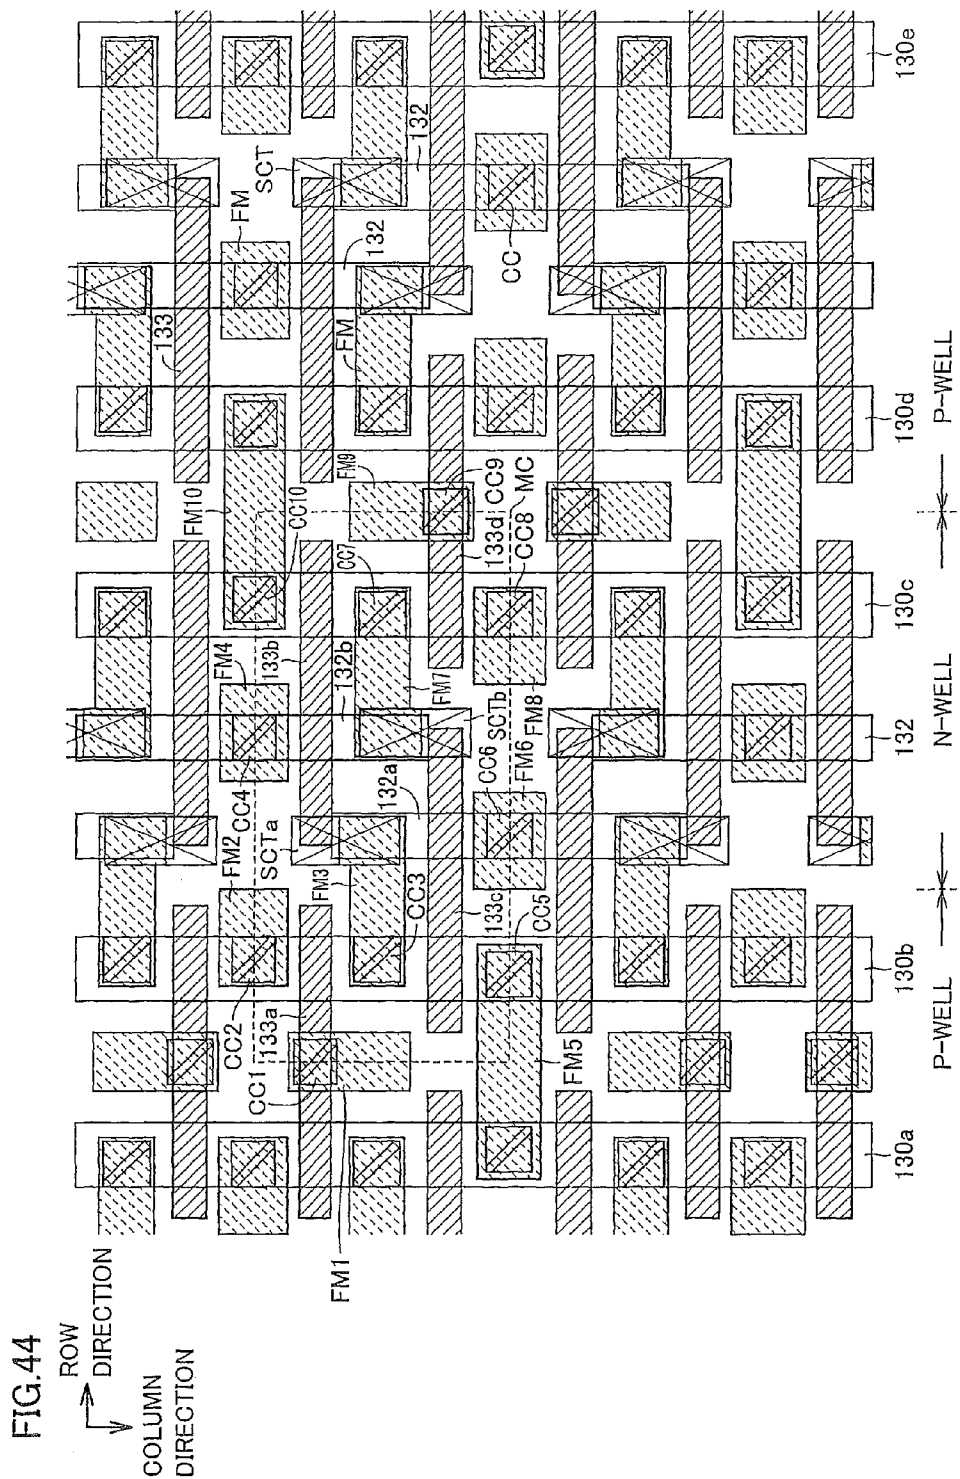 FIG.44
ROW
DIRECTION
COLUMN
DIRECTION
130e
132
SCT
FM
132
CC
133
FM
130d
P-WELL
FM9
CC9
MC
FM10
CC10
133d
CC8
CC7
130c
FM4
133b
132b
FM7
SCTb
FM8
N-WELL
132
CC4
132a
CC6
FM6
FM2
SCTa
FM3
CC3
133c
CC5
130b
CC2
133a
CC1
FM5
P-WELL
130a
FM1